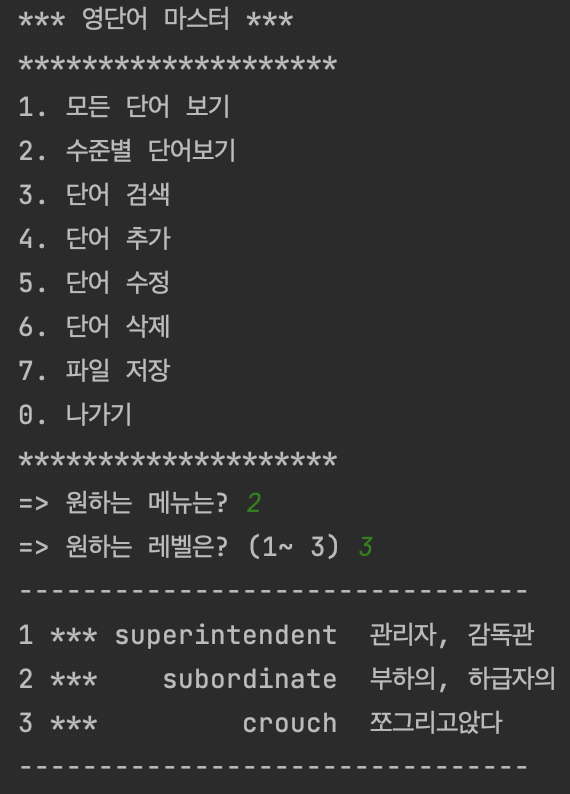 *** 영단어 마스터 ***
********************
1. 모든 단어 보기
2. 수준별 단어보기
3. 단어 검색
4. 단어 추가
5. 단어 수정
6. 단어 삭제
7. 파일 저장
0. 나가기
********************
=> 원하는 메뉴는? 2
=> 원하는 레벨은? (1~ 3) 3
--------------------------------
1 *** superintendent  관리자, 감독관
2 ***    subordinate  부하의, 하급자의
3 ***         crouch  쪼그리고앉다
--------------------------------